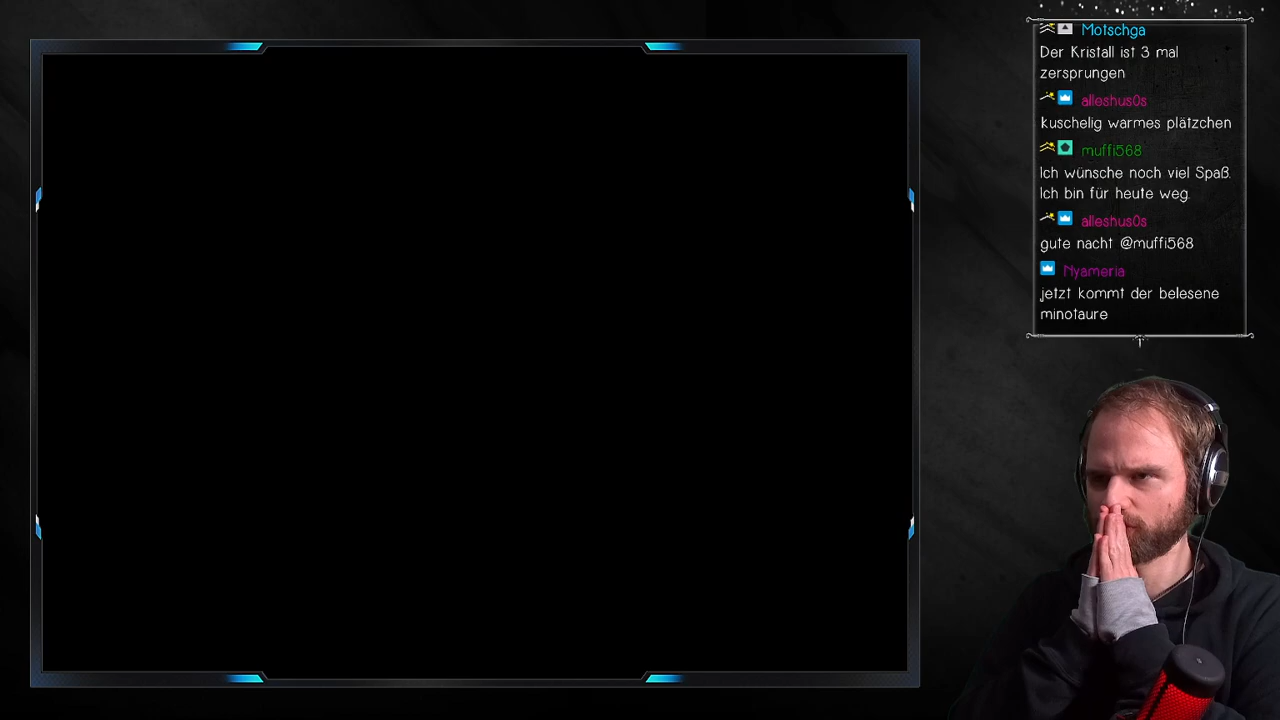 Motschga
Der Kristall ist 3 mal
zersprungen
alleshus0s
kuschelig warmes plätzchen
muffi568
Ich wünsche noch viel Spaß.
Ich bin für heute weg.
alleshus0s
gute nacht @muffi568
Nyameria
jetzt kommt der belesene
minotaure